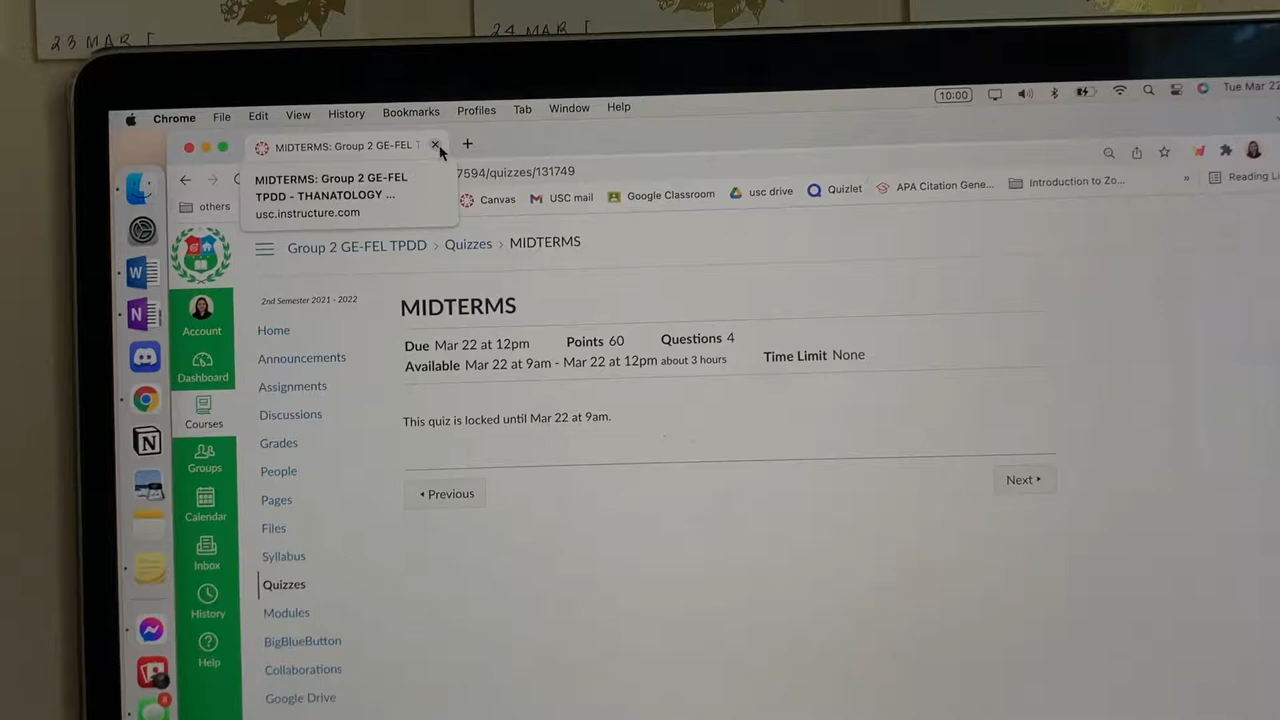 23 MAR
24 MAR
Chrome File Edit View History Bookmarks Profiles Tab Window Help
10:00
Tue Mar 22
MIDTERMS: Group 2 GE-FEL T
MIDTERMS: Group 2 GE-FEL
TPDD - THANATOLOGY ...
usc.instructure.com
7594/quizzes/131749
others
Canvas
USC mail
Google Classroom
usc drive
Quizlet
APA Citation Gene...
Introduction to Zo...
»
Reading Li
Group 2 GE-FEL TPDD › Quizzes › MIDTERMS
2nd Semester 2021 - 2022
Account
Dashboard
Courses
Groups
Calendar
Inbox
History
Help
Home
Announcements
Assignments
Discussions
Grades
People
Pages
Files
Syllabus
Quizzes
Modules
BigBlueButton
Collaborations
Google Drive
MIDTERMS
Due Mar 22 at 12pm Points 60 Questions 4
Available Mar 22 at 9am - Mar 22 at 12pm about 3 hours Time Limit None
This quiz is locked until Mar 22 at 9am.
Previous
Next